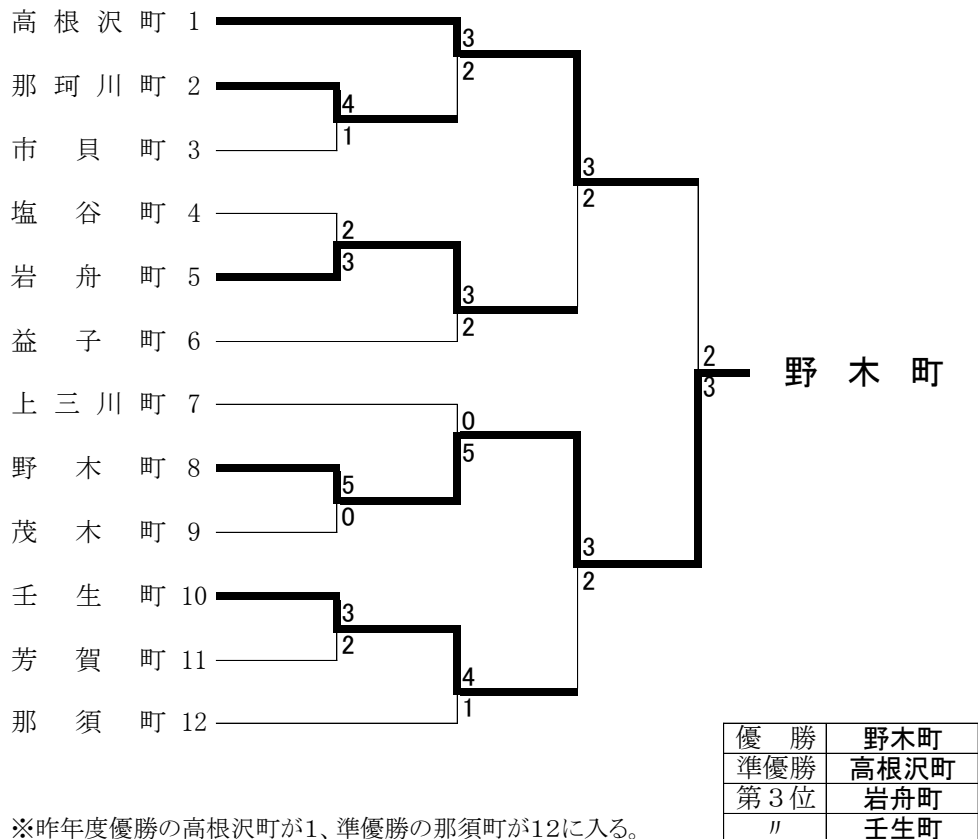 高根沢町 1
3
2
那珂川町 2
4
1
市貝町 3
3
2
塩谷町 4
2
3
岩舟町 5
3
2
益子町 6
2
3
野木町
上三川町 7
0
5
野木町 8
5
0
茂木町 9
3
2
壬生町 10
3
2
芳賀町 11
4
1
那須町 12
優勝 野木町
準優勝 高根沢町
第3位 岩舟町
〃 壬生町
※昨年度優勝の高根沢町が1、準優勝の那須町が12に入る。